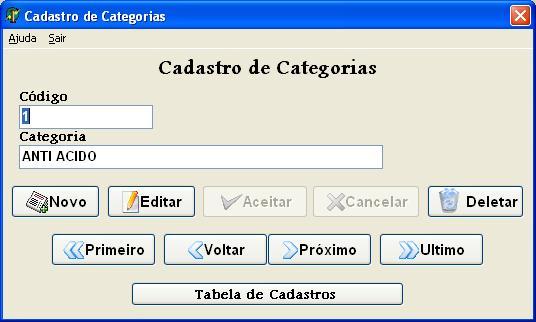 Cadastro de Categorias
Ajuda Sair
Cadastro de Categorias
Código
1
Categoria
ANTI ACIDO
Novo Editar Aceitar Cancelar Deletar
Primeiro Voltar Próximo Ultimo
Tabela de Cadastros